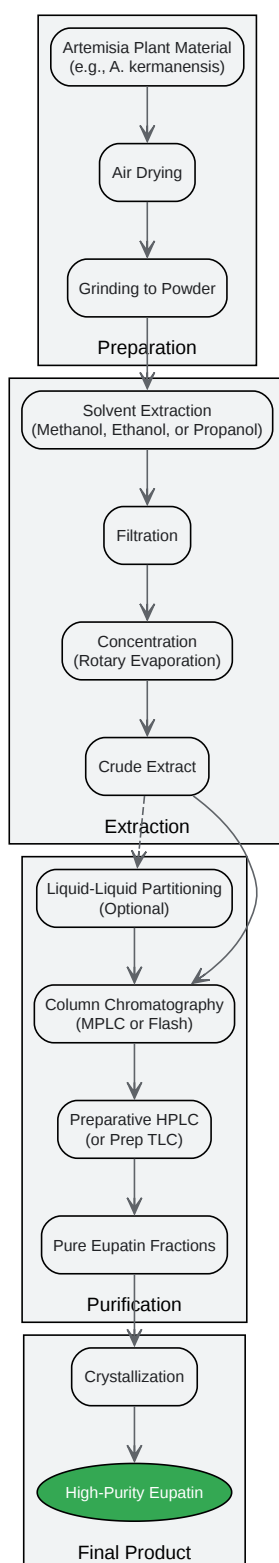 Artemisia Plant Material
(e.g., A. kermanensis)
Air Drying
Grinding to Powder
Preparation
Solvent Extraction
(Methanol, Ethanol, or Propanol)
Filtration
Concentration
(Rotary Evaporation)
Crude Extract
Extraction
Liquid-Liquid Partitioning
(Optional)
Column Chromatography
(MPLC or Flash)
Preparative HPLC
(or Prep TLC)
Pure Eupatin Fractions
Purification
Crystallization
High-Purity Eupatin
Final Product